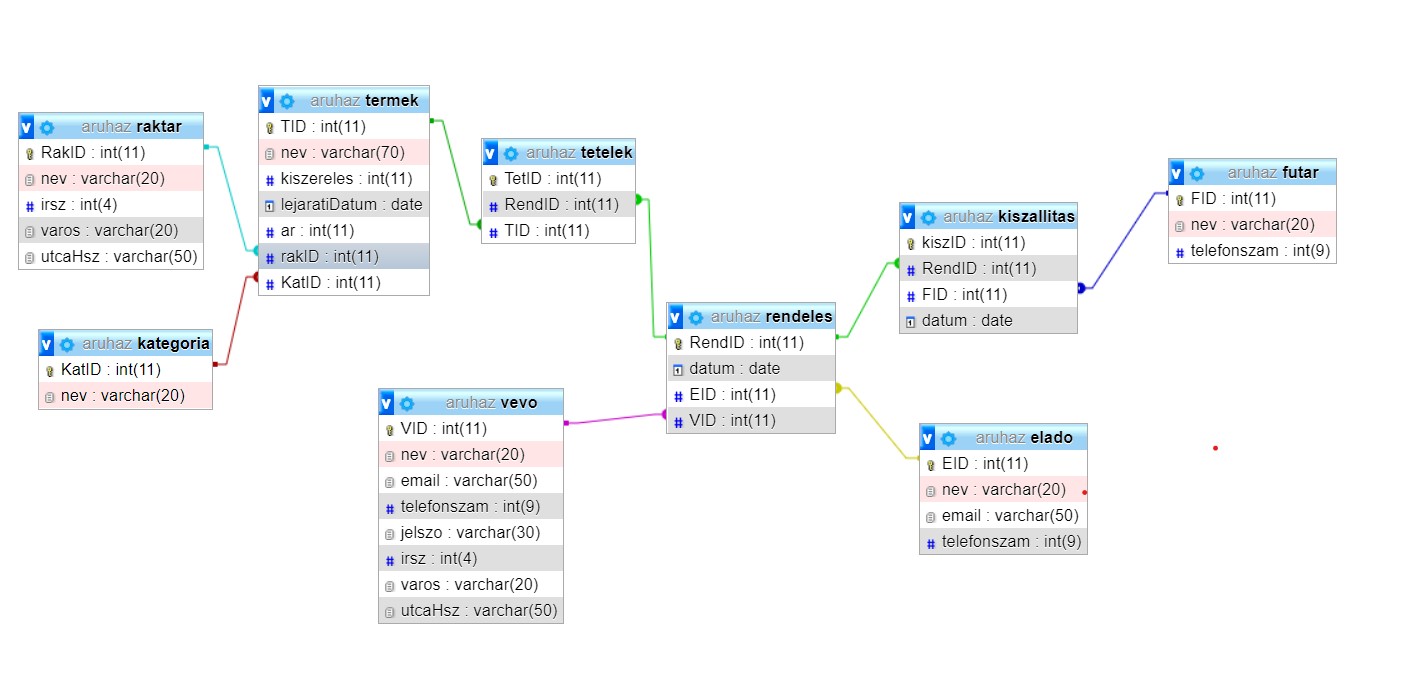 aruhaz raktar
RakID : int(11)
nev : varchar(20)
irsz : int(4)
varos : varchar(20)
utcaHsz : varchar(50)
aruhaz kategoria
KatID : int(11)
nev : varchar(20)
aruhaz termek
TID : int(11)
nev : varchar(70)
kiszereles : int(11)
lejaratiDatum : date
ar : int(11)
rakID : int(11)
KatID : int(11)
aruhaz tetelek
TetID : int(11)
RendID : int(11)
TID : int(11)
aruhaz vevo
VID : int(11)
nev : varchar(20)
email : varchar(50)
telefonszam : int(9)
jelszo : varchar(30)
irsz : int(4)
varos : varchar(20)
utcaHsz : varchar(50)
aruhaz rendeles
RendID : int(11)
datum : date
EID : int(11)
VID : int(11)
aruhaz kiszallitas
kiszID : int(11)
RendID : int(11)
FID : int(11)
datum : date
aruhaz elado
EID : int(11)
nev : varchar(20)
email : varchar(50)
telefonszam : int(9)
aruhaz futar
FID : int(11)
nev : varchar(20)
telefonszam : int(9)